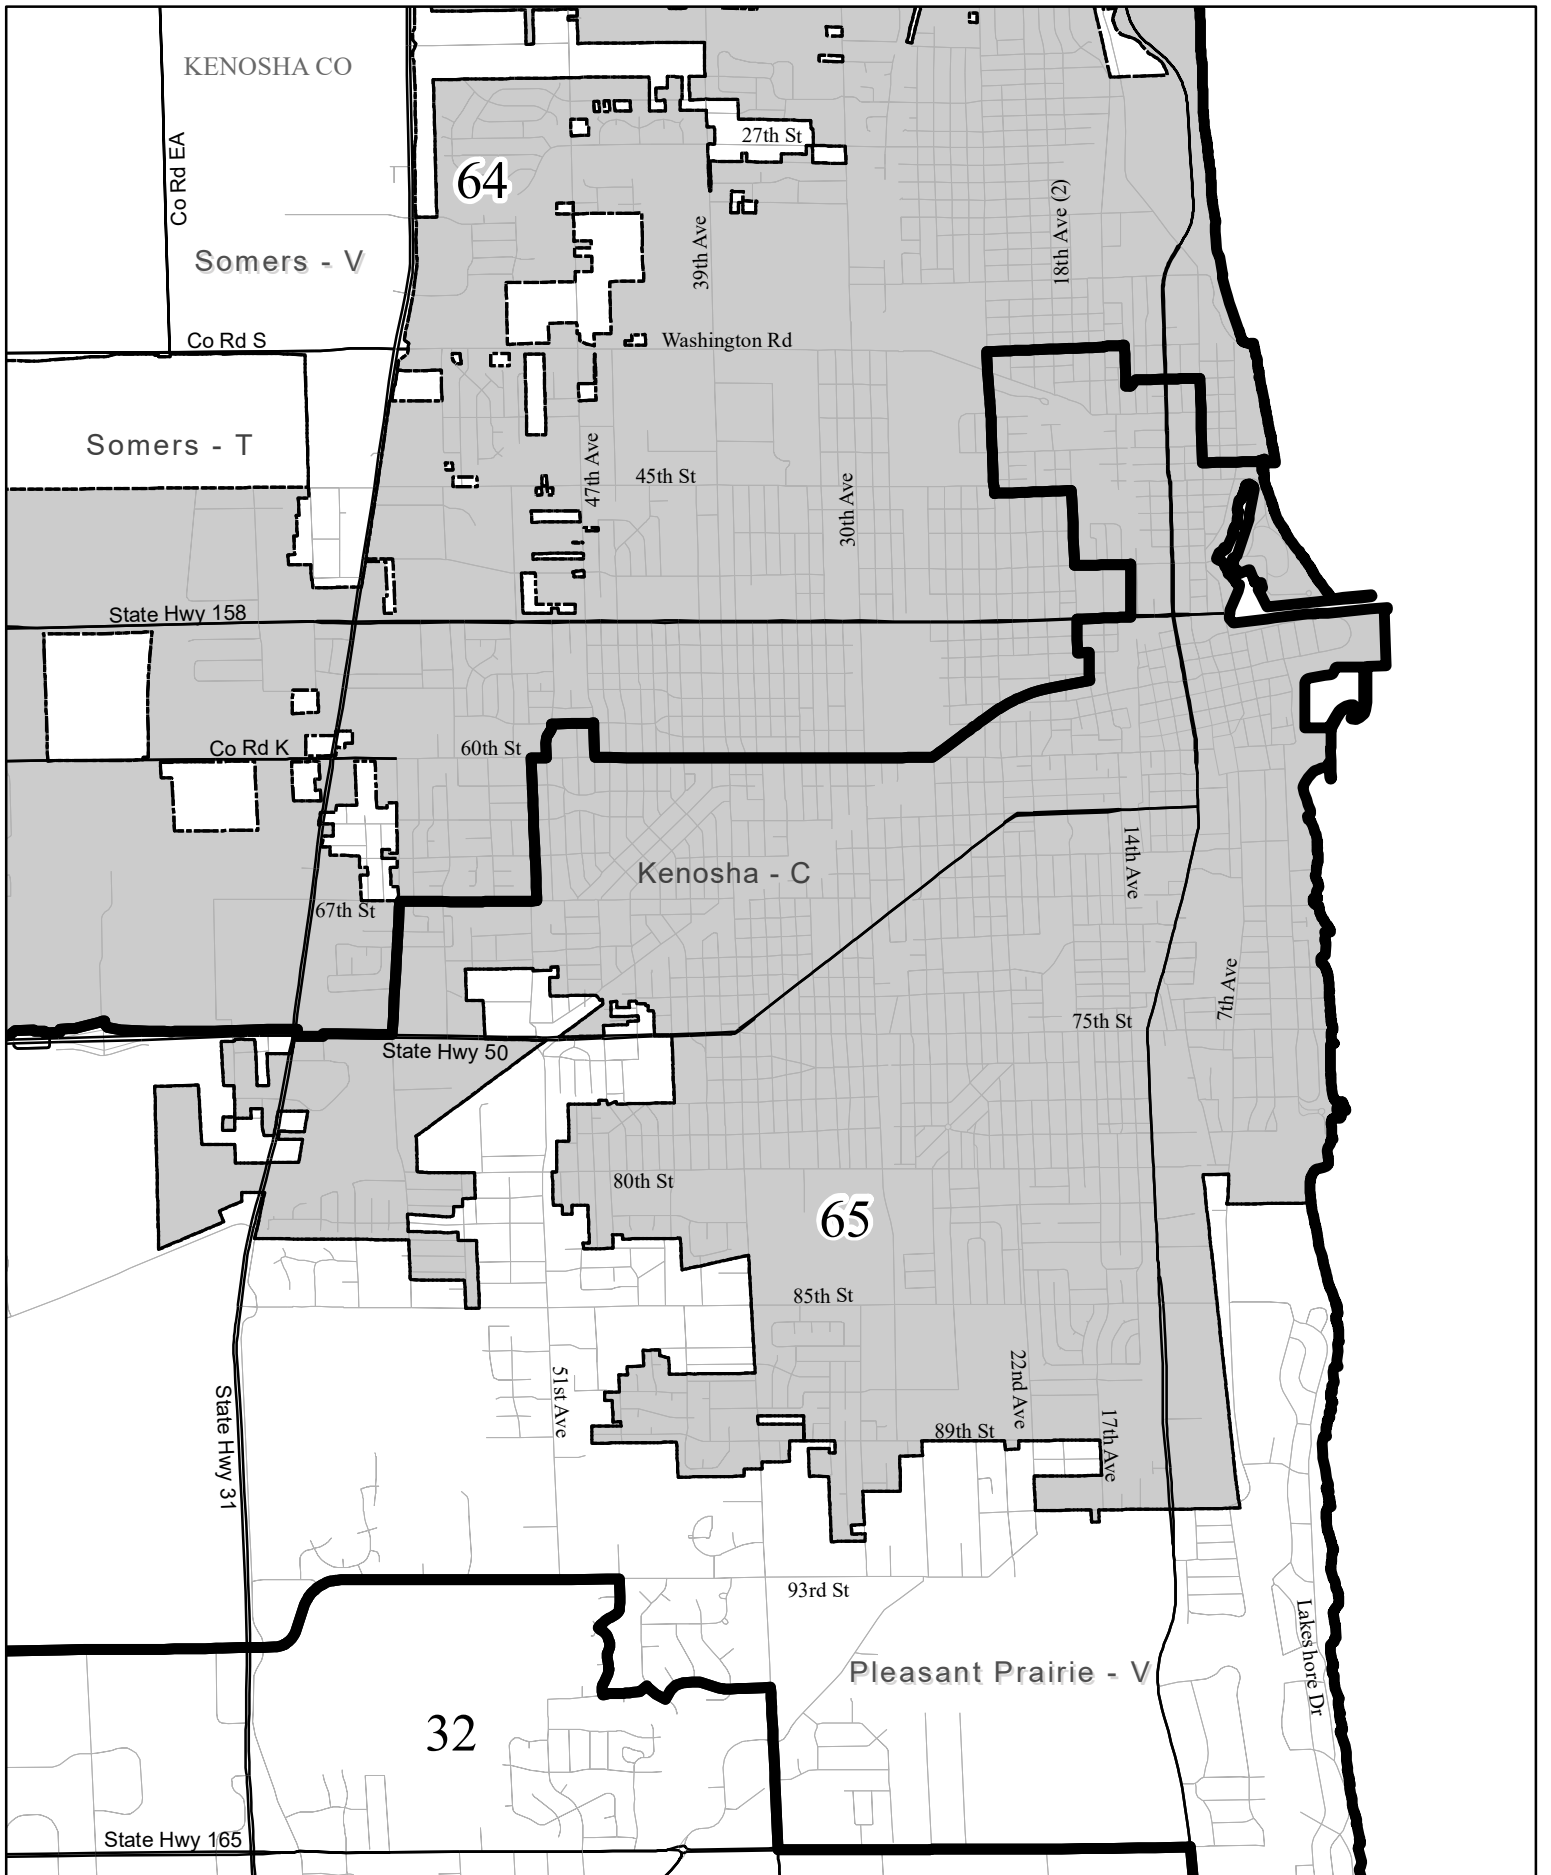 KENOSHA CO
Co Rd EA
27th St
64
18th Ave (2)
39th Ave
Somers - V
Co Rd S
Washington Rd
Somers - T
47th Ave
45th St
30th Ave
State Hwy 158
Co Rd K
60th St
14th Ave
Kenosha - C
67th St
7th Ave
75th St
State Hwy 50
80th St
65
85th St
22nd Ave
51st Ave
State Hwy 31
17th Ave
89th St
93rd St
Lakeshore Dr
Pleasant Prairie - V
32
State Hwy 165